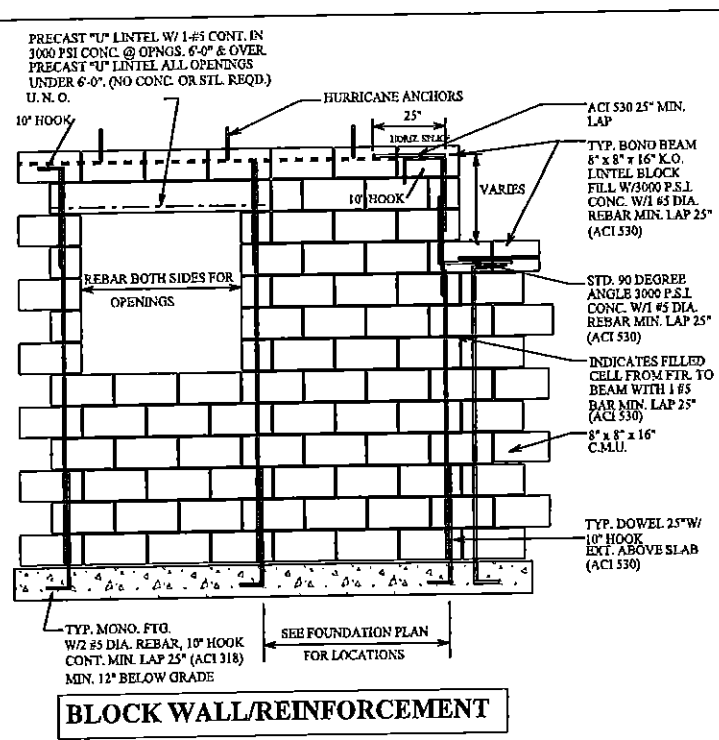 PRECAST "U" LINTEL W/ 1-#5 CONT. IN
3000 PSI CONC. @ OPNGS. 6'-0" & OVER
PRECAST "U" LINTEL ALL OPENINGS
UNDER 6'-0". (NO CONC. OR STL. REQD.)
U. N. O.
10" HOOK
HURRICANE ANCHORS
25"
HORIZ. SPLICE
10" HOOK
ACI 530 25" MIN.
LAP
TYP. BOND BEAM
8" x 8" x 16" K.O.
LINTEL BLOCK
FILL W/3000 P.S.I.
CONC. W/1 #5 DIA.
REBAR MIN. LAP 25"
(ACI 530)
VARIES
REBAR BOTH SIDES FOR
OPENINGS
STD. 90 DEGREE
ANGLE 3000 P.S.I.
CONC. W/1 #5 DIA.
REBAR MIN. LAP 25"
(ACI 530)
INDICATES FILLED
CELL FROM FTR. TO
BEAM WITH 1 #5
BAR MIN. LAP 25"
(ACI 530)
8" x 8" x 16"
C.M.U.
TYP. DOWEL 25"W/
10" HOOK
EXT. ABOVE SLAB
(ACI 530)
TYP. MONO. FTG.
W/2 #5 DIA. REBAR, 10" HOOK
CONT. MIN. LAP 25" (ACI 318)
MIN. 12" BELOW GRADE
SEE FOUNDATION PLAN
FOR LOCATIONS
BLOCK WALL/REINFORCEMENT